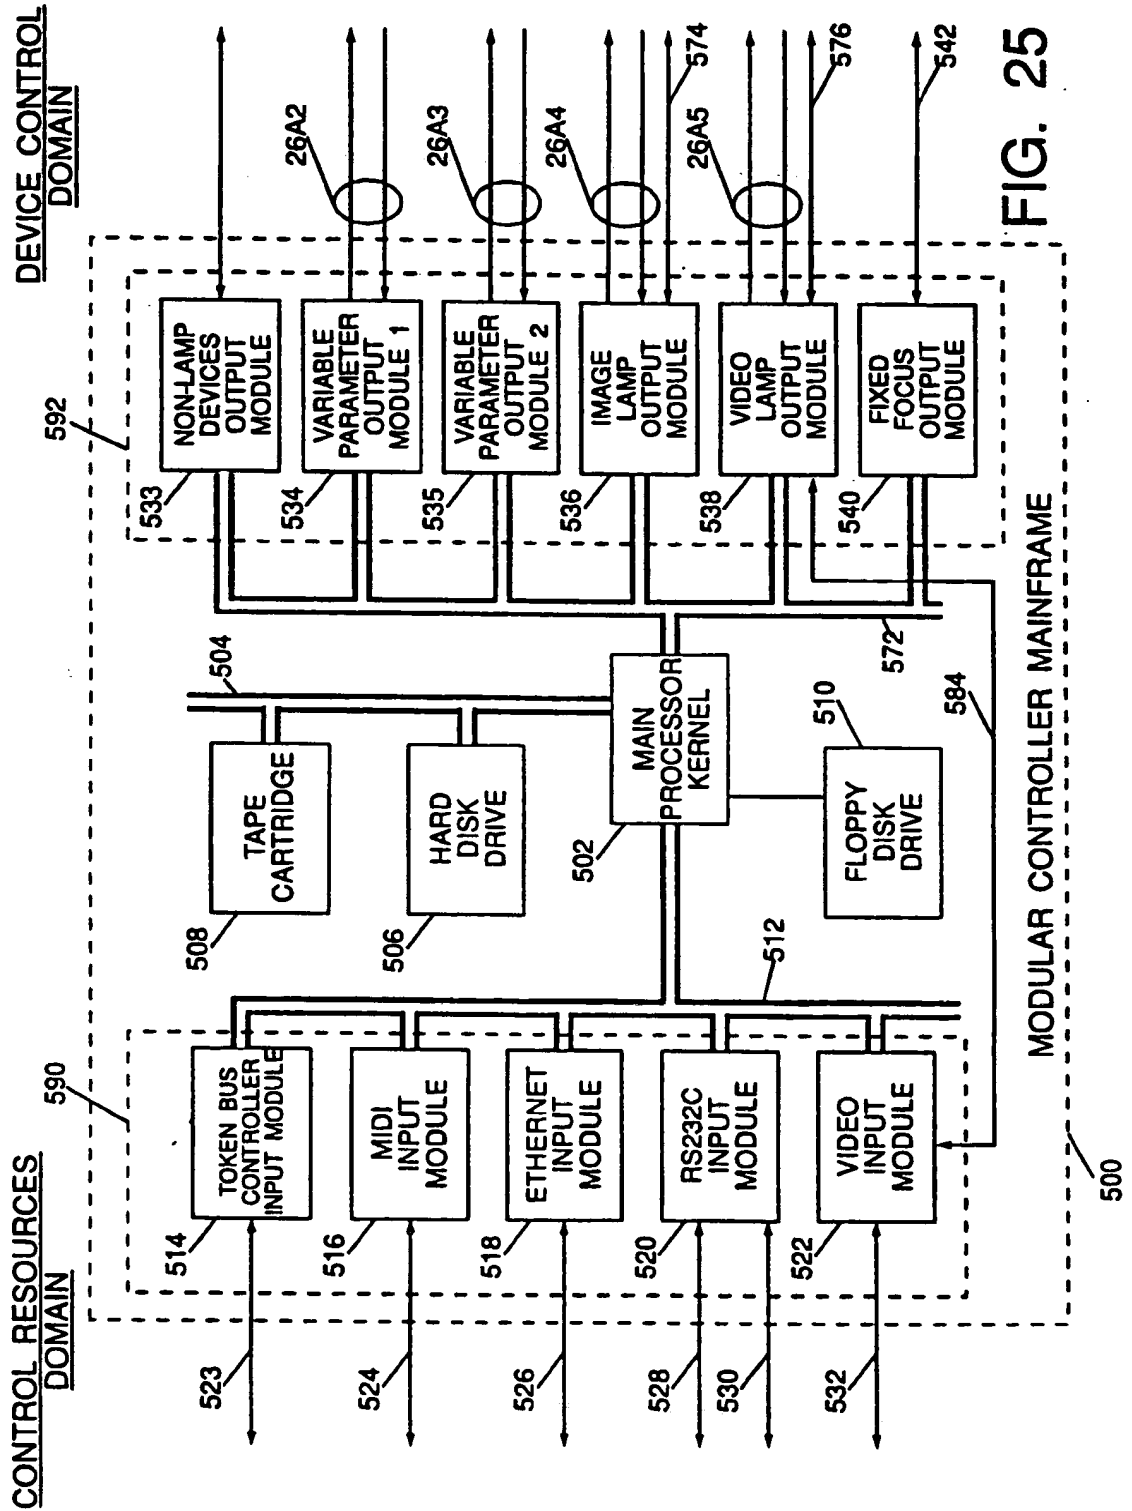 CONTROL RESOURCES
DOMAIN
DEVICE CONTROL
DOMAIN
590
592
TOKEN BUS
CONTROLLER
INPUT MODULE
514
523
MIDI
INPUT
MODULE
516
524
ETHERNET
INPUT
MODULE
518
526
RS232C
INPUT
MODULE
520
528
530
VIDEO
INPUT
MODULE
522
532
512
TAPE
CARTRIDGE
508
HARD
DISK
DRIVE
506
504
MAIN
PROCESSOR
KERNEL
502
FLOPPY
DISK
DRIVE
510
572
584
NON-LAMP
DEVICES
OUTPUT
MODULE
533
VARIABLE
PARAMETER
OUTPUT
MODULE 1
534
26A2
VARIABLE
PARAMETER
OUTPUT
MODULE 2
535
26A3
IMAGE
LAMP
OUTPUT
MODULE
536
26A4
574
VIDEO
LAMP
OUTPUT
MODULE
538
26A5
576
FIXED
FOCUS
OUTPUT
MODULE
540
542
MODULAR CONTROLLER MAINFRAME
500
FIG. 25